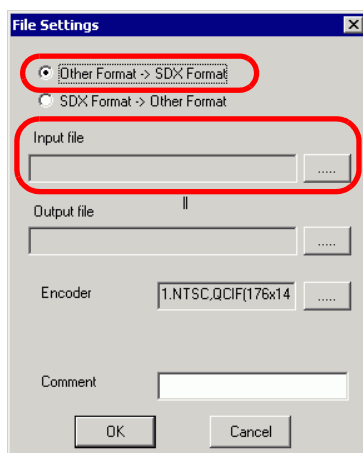 File Settings
Other Format -> SDX Format
SDX Format -> Other Format
Input file
.....
Output file
.....
Encoder 1.NTSC,QCIF(176x14 .....
Comment
OK Cancel